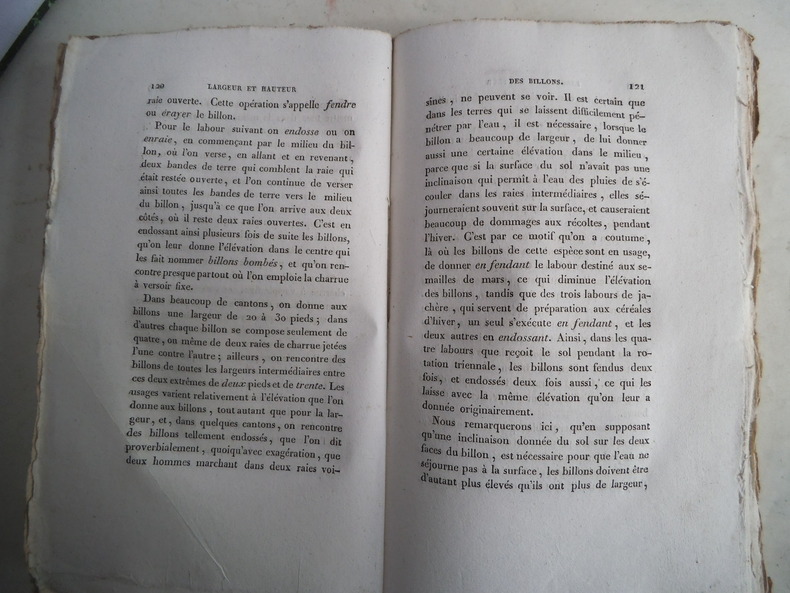 120 LARGEUR ET HAUTEUR
raie ouverte. Cette opération s'appelle fendre
ou érayer le billon.
Pour le labour suivant on endosse ou on
enraie, en commençant par le milieu du bil-
lon, où l'on verse, en allant et en revenant,
deux bandes de terre qui comblent la raie qui
était restée ouverte, et l'on continue de verser
ainsi toutes les bandes de terre vers le milieu
du billon, jusqu'à ce que l'on arrive aux deux
côtés, où il reste deux raies ouvertes. C'est en
endossant ainsi plusieurs fois de suite les billons,
qu'on leur donne l'élévation dans le centre qui
les fait nommer billons bombés, et qu'on ren-
contre presque partout où l'on emploie la charrue
à versoir fixe.
Dans beaucoup de cantons, on donne aux
billons une largeur de 20 à 30 pieds; dans
d'autres chaque billon se compose seulement de
quatre, ou même de deux raies de charrue jetées
l'une contre l'autre; ailleurs, on rencontre des
billons de toutes les largeurs intermédiaires entre
ces deux extrêmes de deux pieds et de trente. Les
usages varient relativement à l'élévation que l'on
donne aux billons, tout autant que pour la lar-
geur, et, dans quelques cantons, on rencontre
des billons tellement endossés, que l'on dit
proverbialement, quoiqu'avec exagération, que
deux hommes marchant dans deux raies voi-
DES BILLONS. 121
sines, ne peuvent se voir. Il est certain que
dans les terres qui se laissent difficilement pé-
nétrer par l'eau, il est nécessaire, lorsque le
billou a beaucoup de largeur, de lui donner
aussi une certaine élévation dans le milieu,
parce que si la surface du sol n'avait pas une
inclinaison qui permît à l'eau des pluies de s'é-
couler dans les raies intermédiaires, elles sé-
journeraient souvent sur la surface, et causeraient
beaucoup de dommages aux récoltes, pendant
l'hiver. C'est par ce motif qu'on a coutume,
là où les billons de cette espèce sont en usage,
de donner en fendant le labour destiné aux se-
mailles de mars, ce qui diminue l'élévation
des billons, tandis que des trois labours de ja-
chère, qui servent de préparation aux céréales
d'hiver, un seul s'exécute en fendant, et les
deux autres en endossant. Ainsi, dans les qua-
tre labours que reçoit le sol pendant la ro-
tation triennale, les billons sont fendus deux
fois, et endossés deux fois aussi, ce qui les
laisse avec la même élévation qu'on leur a
donnée originairement.
Nous remarquerons ici, qu'en supposant
qu'une inclinaison donnée du sol sur les deux
faces du billon, est nécessaire pour que l'eau ne
séjourne pas à la surface, les billons doivent être
d'autant plus élevés qu'ils ont plus de largeur,